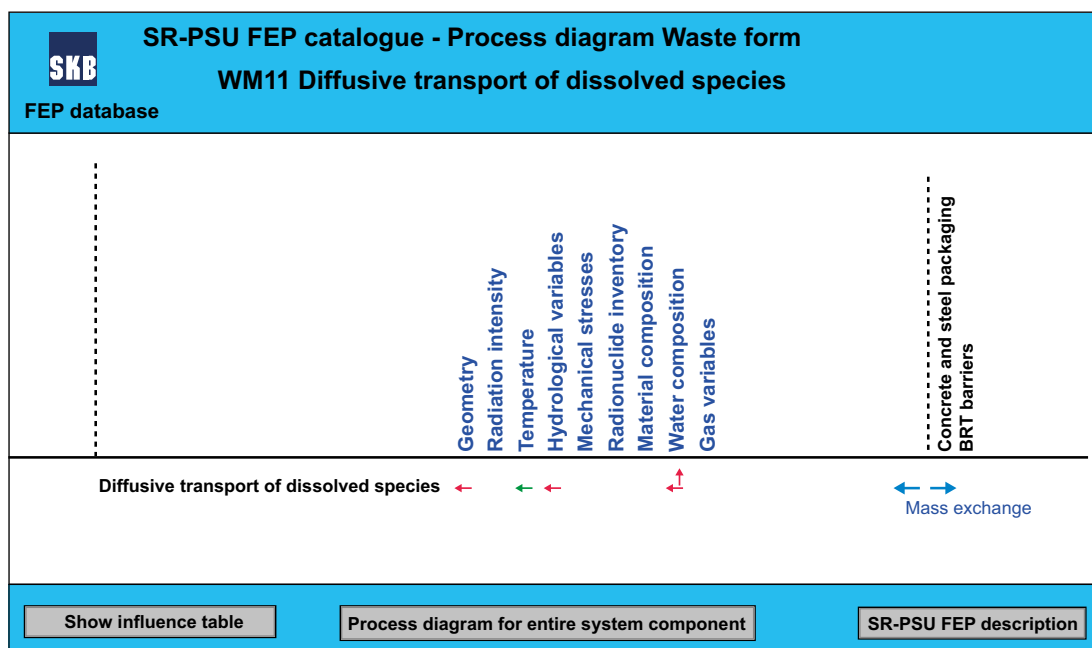 SR-PSU FEP catalogue - Process diagram Waste form
WM11 Diffusive transport of dissolved species
SKB
FEP database
Geometry
Radiation intensity
Temperature
Hydrological variables
Mechanical stresses
Radionuclide inventory
Material composition
Water composition
Gas variables
Concrete and steel packaging
BRT barriers
Diffusive transport of dissolved species
Mass exchange
Show influence table
Process diagram for entire system component
SR-PSU FEP description